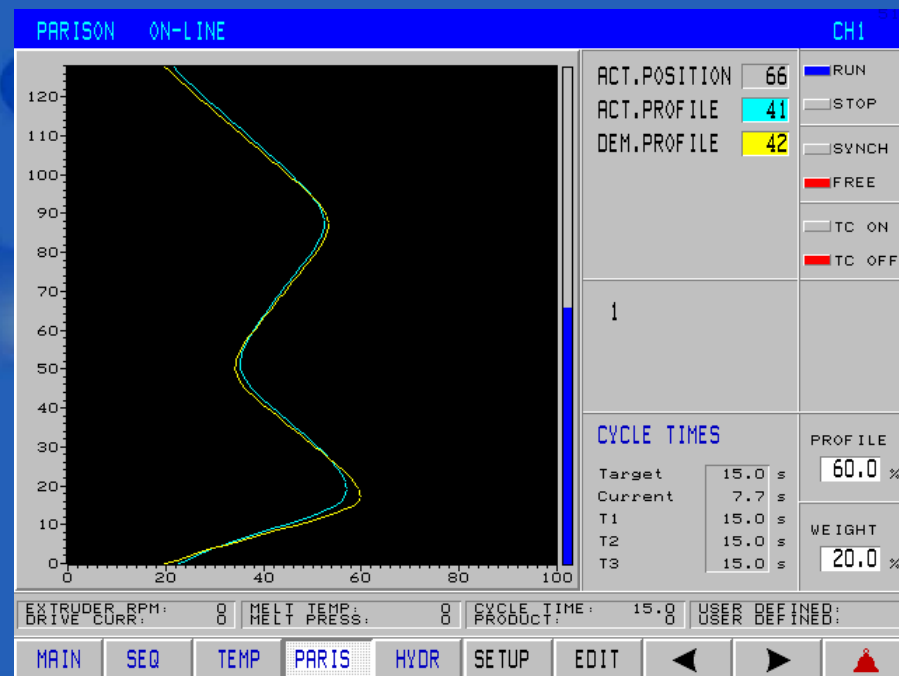 PARISON ON-LINE CH1
ACT.POSITION 66
ACT.PROFILE 41
DEM.PROFILE 42
RUN
STOP
SYNCH
FREE
TC ON
TC OFF
120
110
100
90
80
70
60
50
40
30
20
10
0
0 20 40 60 80 100
1
CYCLE TIMES
Target 15.0 s
Current 7.7 s
T1 15.0 s
T2 15.0 s
T3 15.0 s
PROFILE
60.0 %
WEIGHT
20.0 %
EXTRUDER RPM: 0 MELT TEMP: 0 CYCLE TIME: 15.0 USER DEFINED:
DRIVE CURR: 0 MELT PRESS: 0 PRODUCT: 0 USER DEFINED:
MAIN SEQ TEMP PARIS HYDR SETUP EDIT